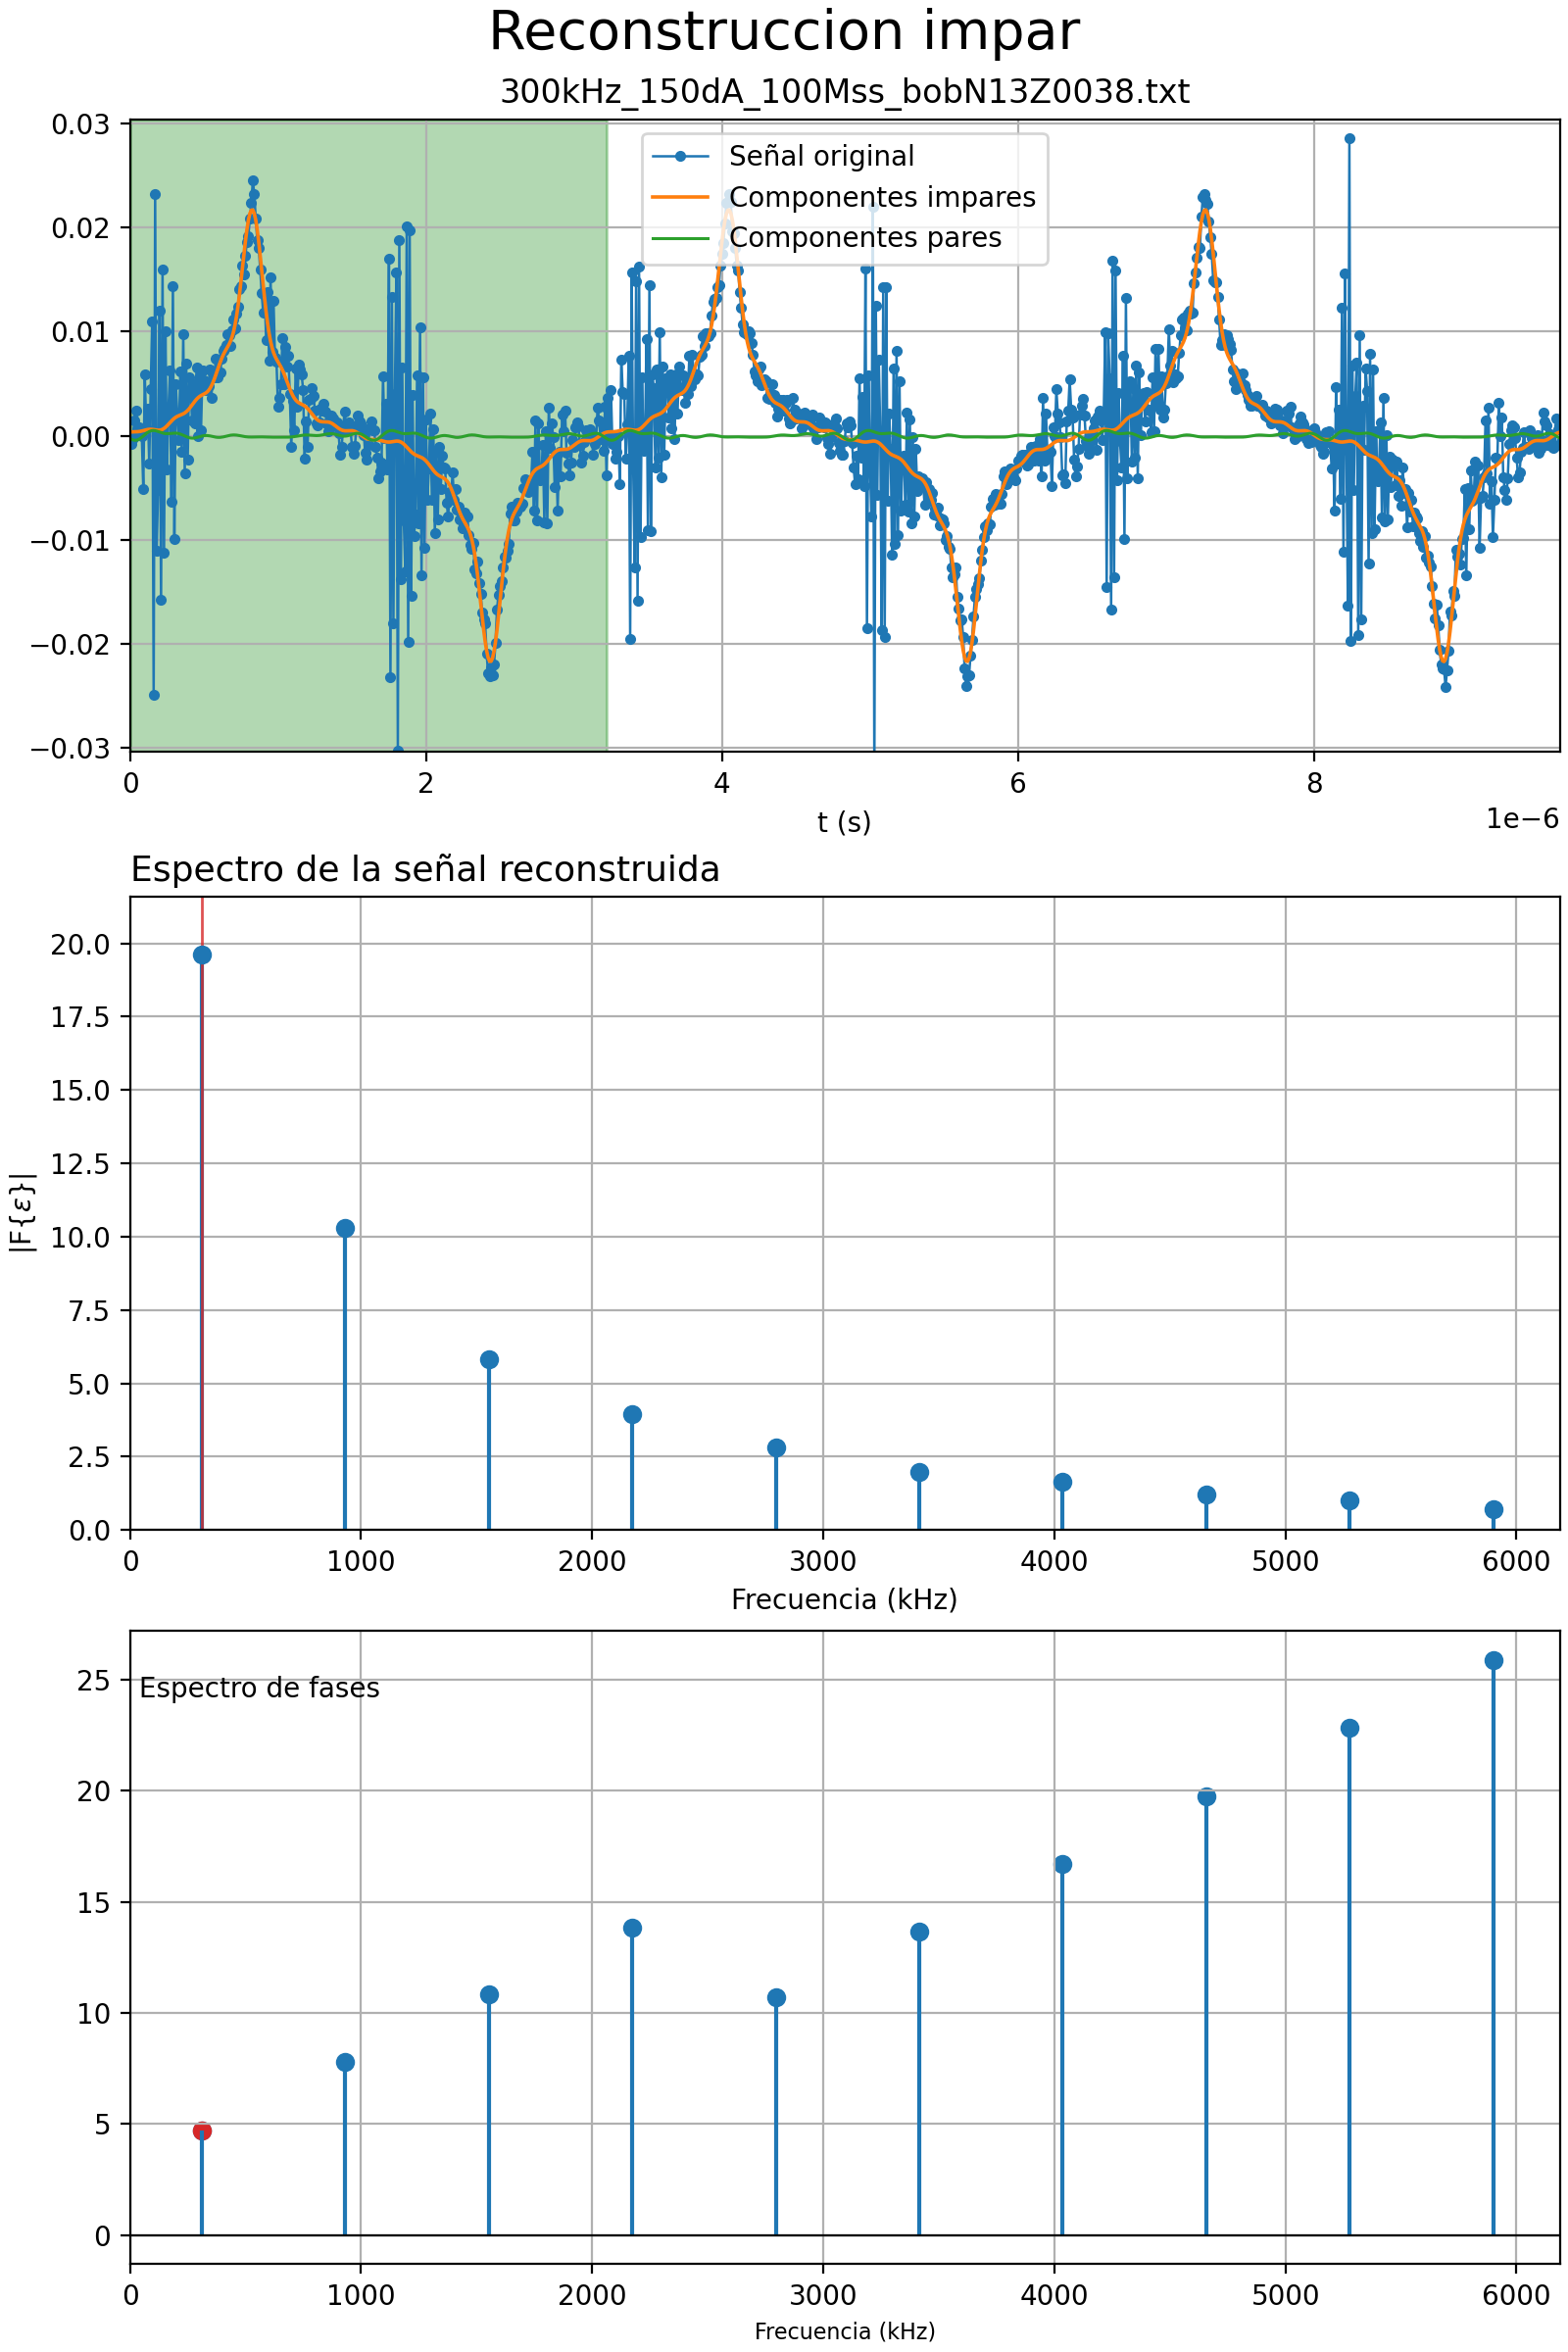 Reconstruccion impar
300kHz_150dA_100Mss_bobN13Z0038.txt
0.03
0.02
0.01
0.00
−0.01
−0.02
−0.03
Señal original
Componentes impares
Componentes pares
0 2 4 6 8
1e−6
t (s)
Espectro de la señal reconstruida
20.0
17.5
15.0
12.5
10.0
7.5
5.0
2.5
0.0
|F{ε}|
0 1000 2000 3000 4000 5000 6000
Frecuencia (kHz)
25
20
15
10
5
0
Espectro de fases
0 1000 2000 3000 4000 5000 6000
Frecuencia (kHz)